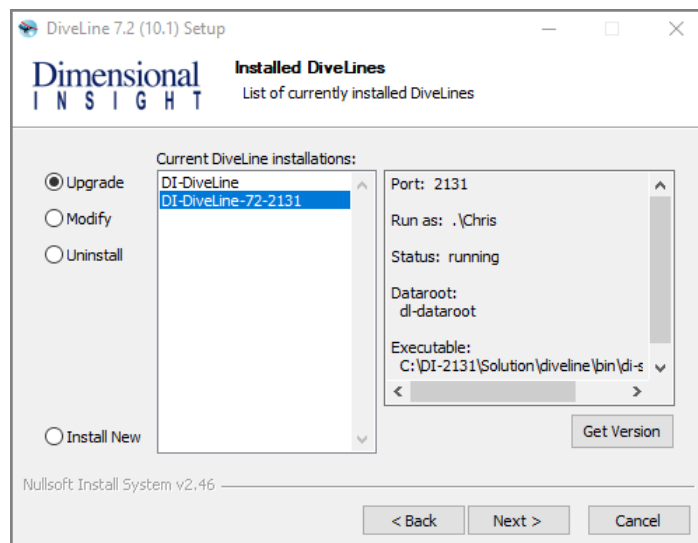 DiveLine 7.2 (10.1) Setup
Dimensional
INSIGHT
Installed DiveLines
List of currently installed DiveLines
Current DiveLine installations:
Upgrade
Modify
Uninstall
Install New
DI-DiveLine
DI-DiveLine-72-2131
Port: 2131
Run as: .\Chris
Status: running
Dataroot:
dl-dataroot
Executable:
C:\DI-2131\Solution\diveline\bin\di-s
Get Version
Nullsoft Install System v2.46
< Back
Next >
Cancel